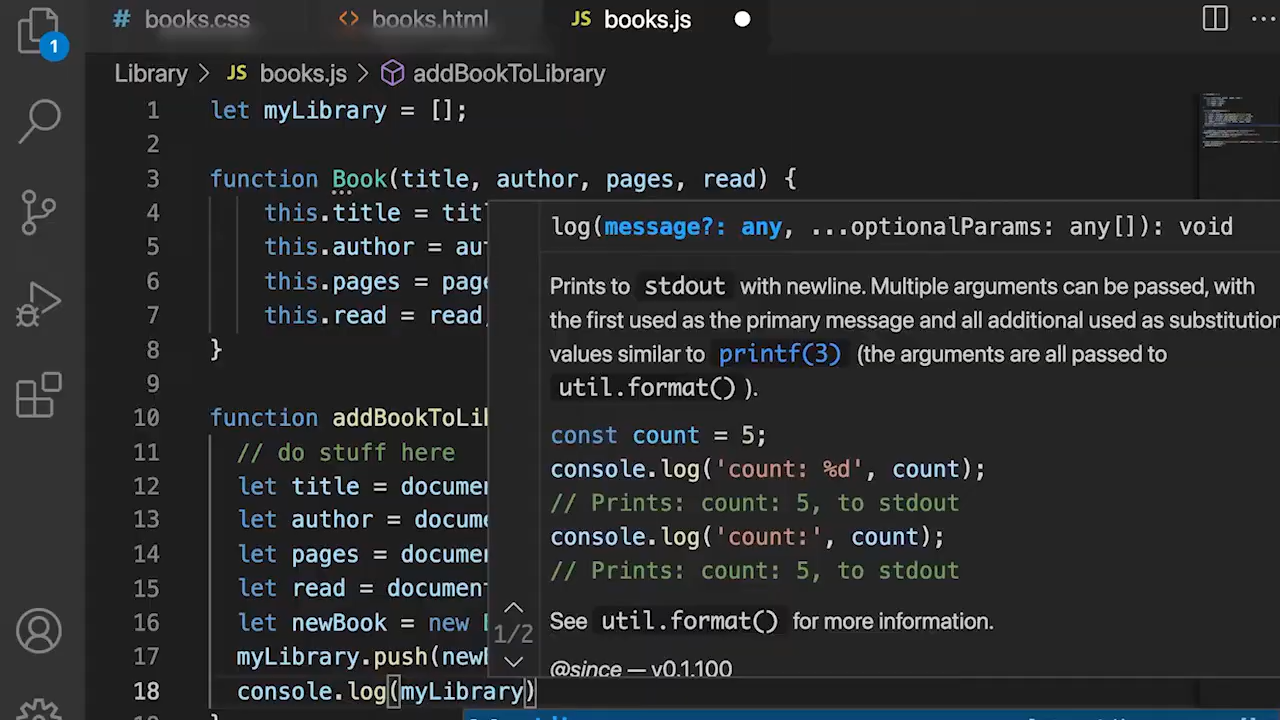 # books.css <> books.html JS books.js
1
Library > JS books.js > addBookToLibrary
1 let myLibrary = [];
2
3 function Book(title, author, pages, read) {
4 this.title = titl
5 this.author = au
6 this.pages = page
7 this.read = read
8 }
9
10 function addBookToLi
11 // do stuff here
12 let title = documen
13 let author = docume
14 let pages = documen
15 let read = document
16 let newBook = new
17 myLibrary.push(new
18 console.log(myLibrary)
log(message?: any, ...optionalParams: any[]): void
Prints to stdout with newline. Multiple arguments can be passed, with
the first used as the primary message and all additional used as substitution
values similar to printf(3) (the arguments are all passed to
util.format() ).
const count = 5;
console.log('count: %d', count);
// Prints: count: 5, to stdout
console.log('count:', count);
// Prints: count: 5, to stdout
See util.format() for more information.
@since — v0.1.100
1/2